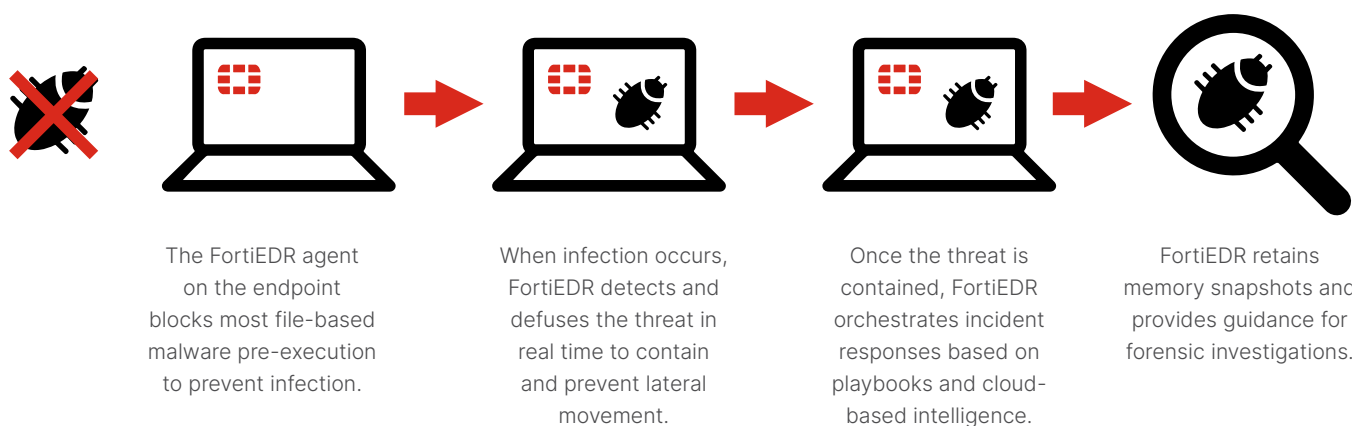 The FortiEDR agent
on the endpoint
blocks most file-based
malware pre-execution
to prevent infection.
When infection occurs,
FortiEDR detects and
defuses the threat in
real time to contain
and prevent lateral
movement.
Once the threat is
contained, FortiEDR
orchestrates incident
responses based on
playbooks and cloud-
based intelligence.
FortiEDR retains
memory snapshots and
provides guidance for
forensic investigations.